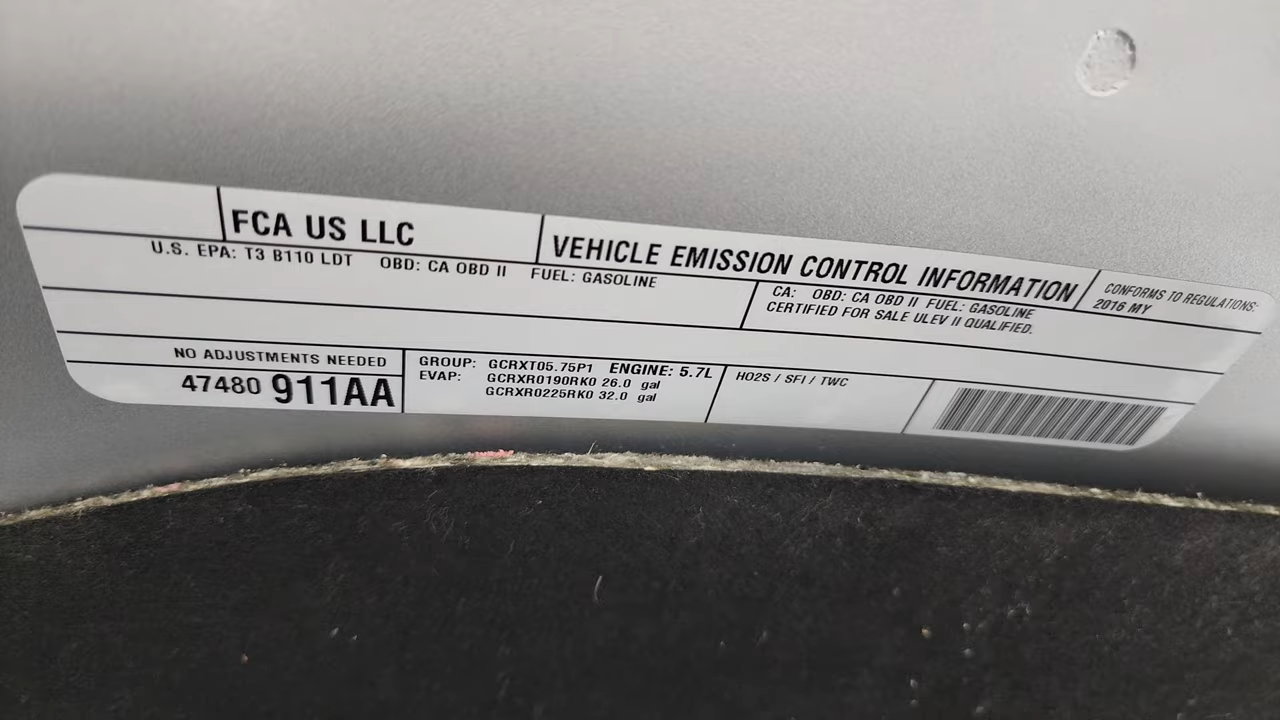 FCA US LLC
VEHICLE EMISSION CONTROL INFORMATION
CONFORMS TO REGULATIONS:
2016 MY
U.S. EPA: T3 B110 LDT OBD: CA OBD II FUEL: GASOLINE
CA: OBD: CA OBD II FUEL: GASOLINE
CERTIFIED FOR SALE ULEV II QUALIFIED.
NO ADJUSTMENTS NEEDED
47480 911AA
GROUP: GCRXT05.75P1 ENGINE: 5.7L
EVAP: GCRXR0190RK0 26.0 gal
GCRXR0225RK0 32.0 gal
HO2S / SFI / TWC